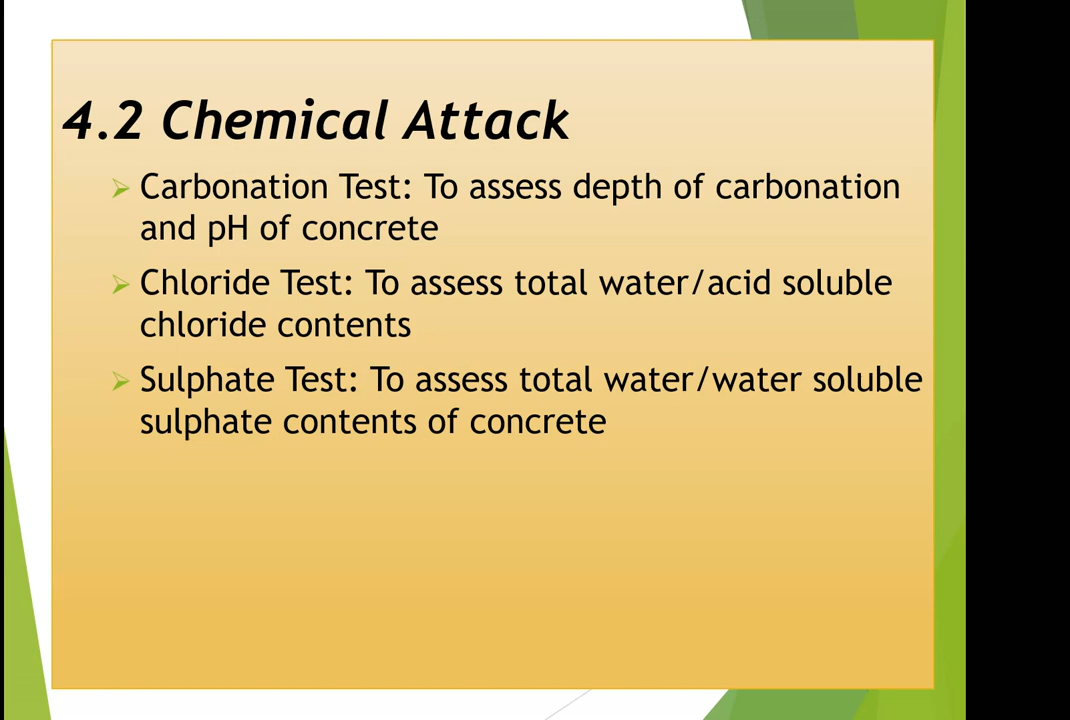 4.2 Chemical Attack
Carbonation Test: To assess depth of carbonation
and pH of concrete
Chloride Test: To assess total water/acid soluble
chloride contents
Sulphate Test: To assess total water/water soluble
sulphate contents of concrete